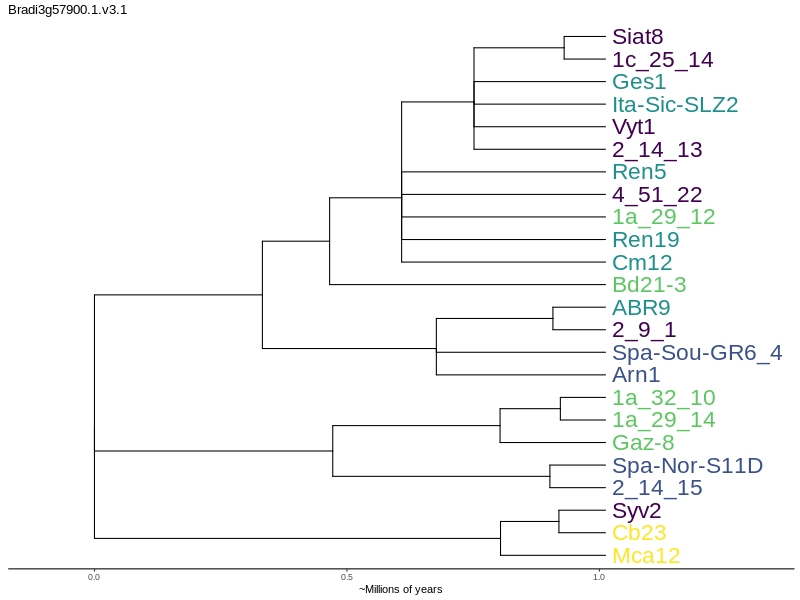 Bradi3g57900.1.v3.1
Siat8
1c_25_14
Ges1
Ita-Sic-SLZ2
Vyt1
2_14_13
Ren5
4_51_22
1a_29_12
Ren19
Cm12
Bd21-3
ABR9
2_9_1
Spa-Sou-GR6_4
Arn1
1a_32_10
1a_29_14
Gaz-8
Spa-Nor-S11D
2_14_15
Syv2
Cb23
Mca12
0.0 0.5 1.0
~Millions of years